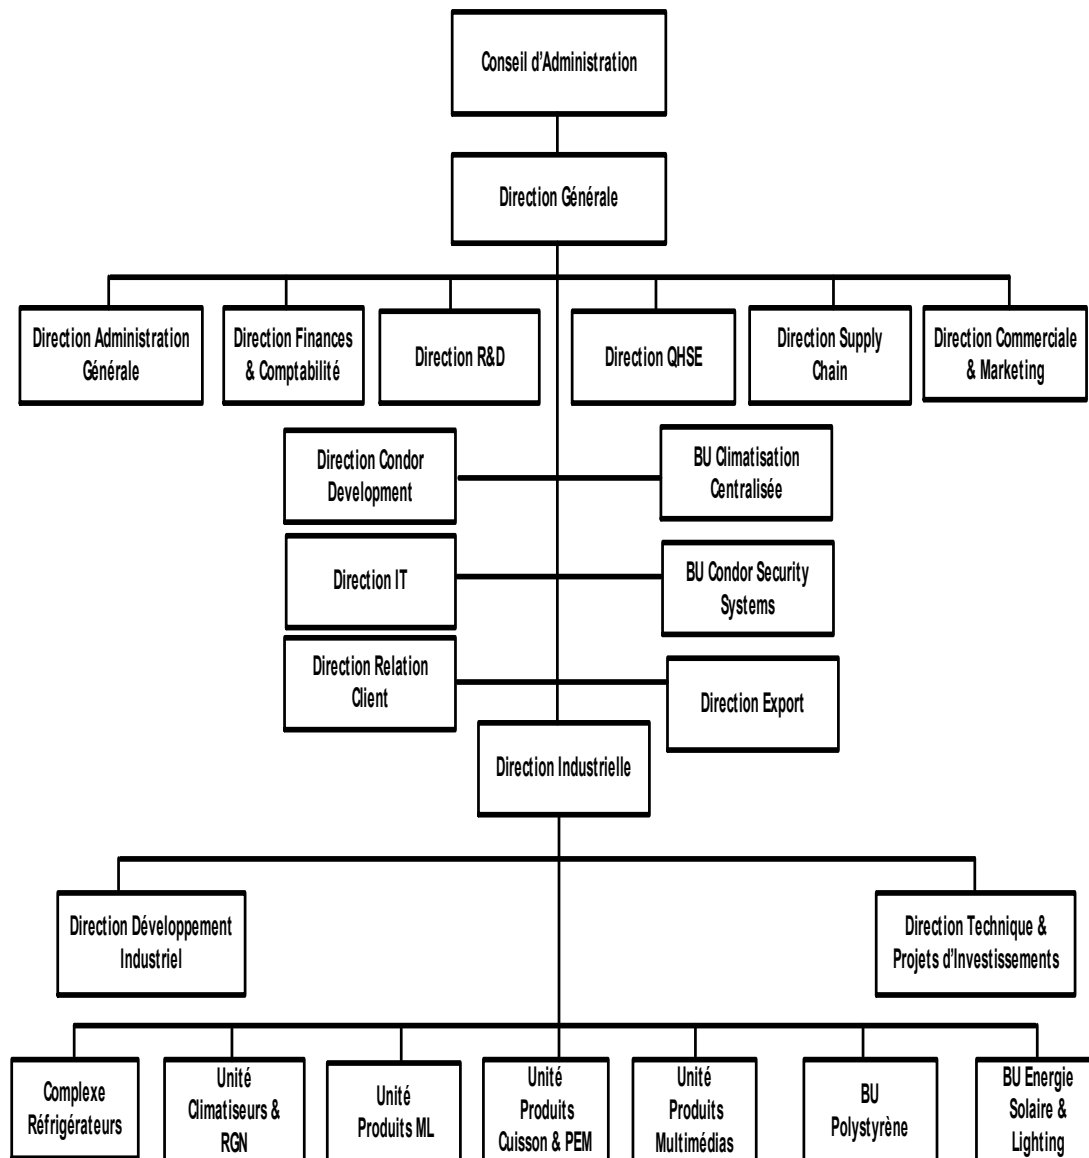 Conseil d'Administration
Direction Générale
Direction Administration
Générale
Direction Finances
& Comptabilité
Direction R&D
Direction QHSE
Direction Supply
Chain
Direction Commerciale
& Marketing
Direction Condor
Development
BU Climatisation
Centralisée
Direction IT
BU Condor Security
Systems
Direction Relation
Client
Direction Export
Direction Industrielle
Direction Développement
Industriel
Direction Technique &
Projets d'Investissements
Complexe
Réfrigérateurs
Unité
Climatiseurs &
RGN
Unité
Produits ML
Unité
Produits
Cuisson & PEM
Unité
Produits
Multimédias
BU
Polystyrène
BU Energie
Solaire &
Lighting